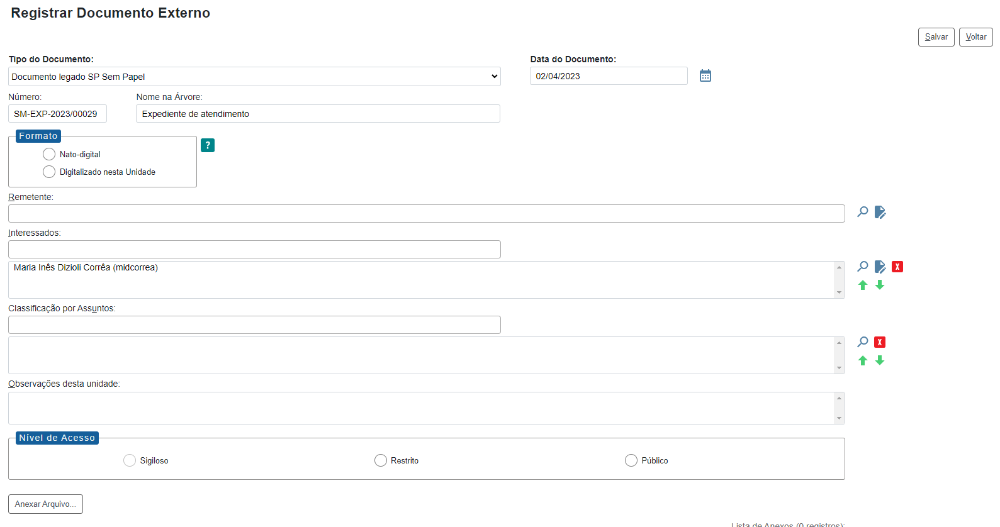 Registrar Documento Externo
Salvar Voltar
Tipo do Documento: Data do Documento:
Documento legado SP Sem Papel 02/04/2023
Número: Nome na Árvore:
SM-EXP-2023/00029 Expediente de atendimento
Formato
?
Nato-digital
Digitalizado nesta Unidade
Remetente:
Interessados:
Maria Inês Dizioli Corrêa (midcorrea)
X
Classificação por Assuntos:
X
Observações desta unidade:
Nível de Acesso
Sigiloso Restrito Público
Anexar Arquivo...
Lista de Anexos (0 registros):